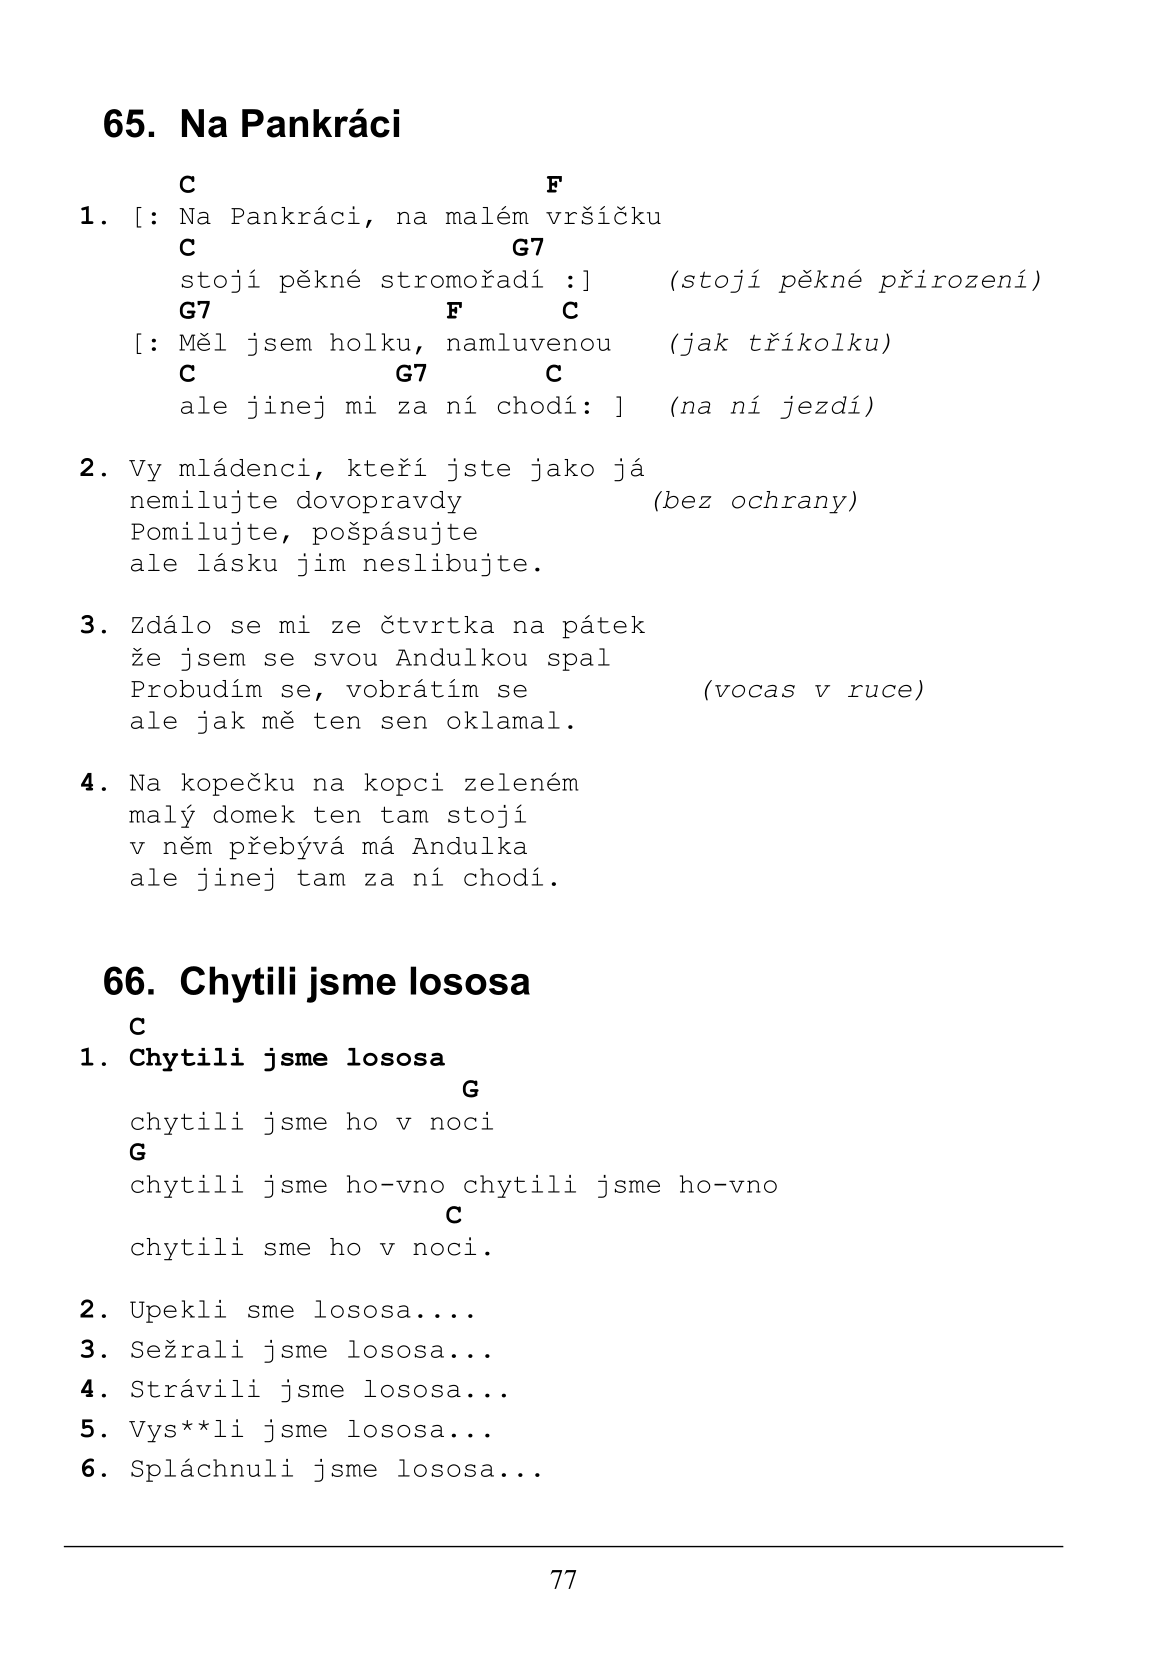 65. Na Pankráci
C F
1. [: Na Pankráci, na malém vršíčku
C G7
stojí pěkné stromořadí :] (stojí pěkné přirození)
G7 F C
[: Měl jsem holku, namluvenou (jak tříkolku)
C G7 C
ale jinej mi za ní chodí: ] (na ní jezdí)
2. Vy mládenci, kteří jste jako já
nemilujte dovopravdy (bez ochrany)
Pomilujte, pošpásujte
ale lásku jim neslibujte.
3. Zdálo se mi ze čtvrtka na pátek
že jsem se svou Andulkou spal
Probudím se, vobrátím se (vocas v ruce)
ale jak mě ten sen oklamal.
4. Na kopečku na kopci zeleném
malý domek ten tam stojí
v něm přebývá má Andulka
ale jinej tam za ní chodí.
66. Chytili jsme lososa
C
1. Chytili jsme lososa
G
chytili jsme ho v noci
G
chytili jsme ho-vno chytili jsme ho-vno
C
chytili sme ho v noci.
2. Upekli sme lososa....
3. Sežrali jsme lososa...
4. Strávili jsme lososa...
5. Vys**li jsme lososa...
6. Spláchnuli jsme lososa...
77